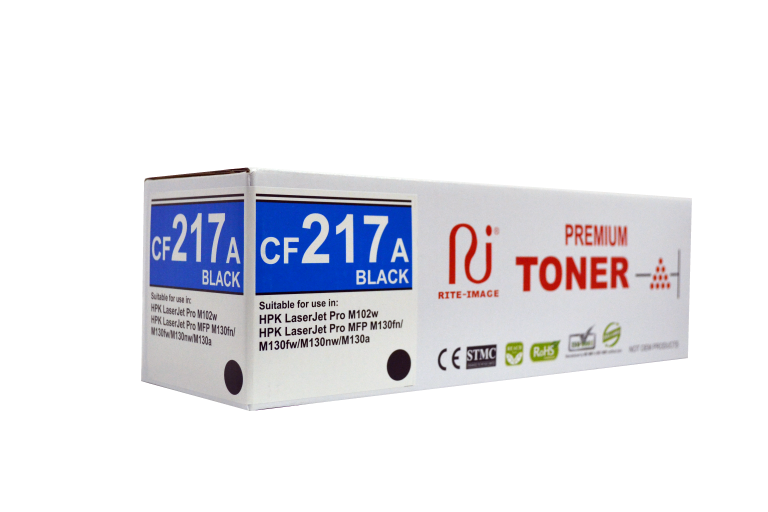 CF217A
BLACK
Suitable for use in:
HPK LaserJet Pro M102w
HPK LaserJet Pro MFP M130fn/
M130fw/M130nw/M130a
CF217A
BLACK
Suitable for use in:
HPK LaserJet Pro M102w
HPK LaserJet Pro MFP M130fn/
M130fw/M130nw/M130a
Ri®
RITE-IMAGE
PREMIUM
TONER
CE STMC REACH RoHS
NOT OEM PRODUCTS